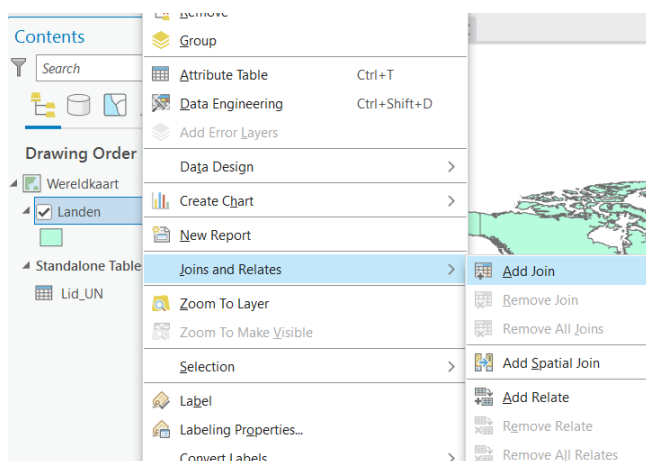 Contents
Search
Drawing Order
Wereldkaart
Landen
Standalone Table
Lid_UN
Remove
Group
Attribute Table Ctrl+T
Data Engineering Ctrl+Shift+D
Add Error Layers
Data Design
Create Chart
New Report
Joins and Relates
Zoom To Layer
Zoom To Make Visible
Selection
Label
Labeling Properties...
Convert Labels
Add Join
Remove Join
Remove All Joins
Add Spatial Join
Add Relate
Remove Relate
Remove All Relates